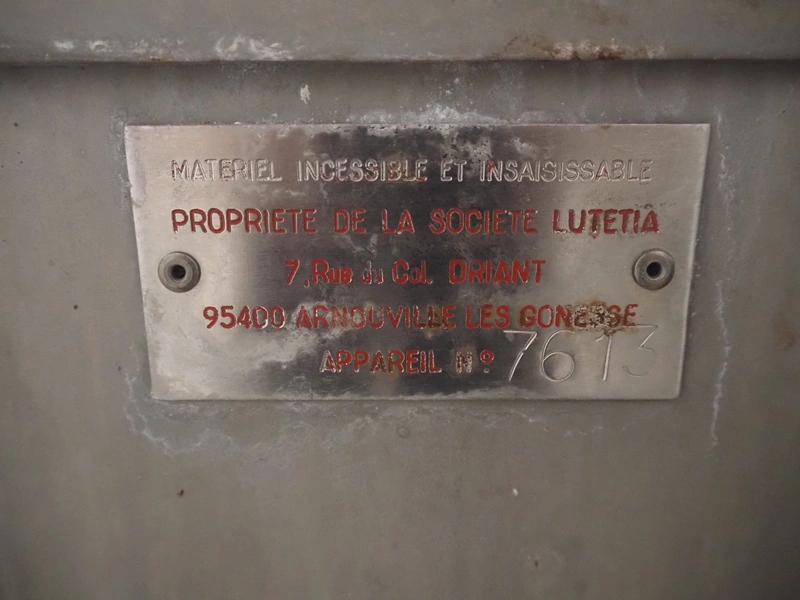 MATERIEL INCESSIBLE ET INSAISISSABLE
PROPRIETE DE LA SOCIETE LUTETIA
7, Rue du Col. DRIANT
95400 ARNOUVILLE LES GONESSE
APPAREIL Nº 7613